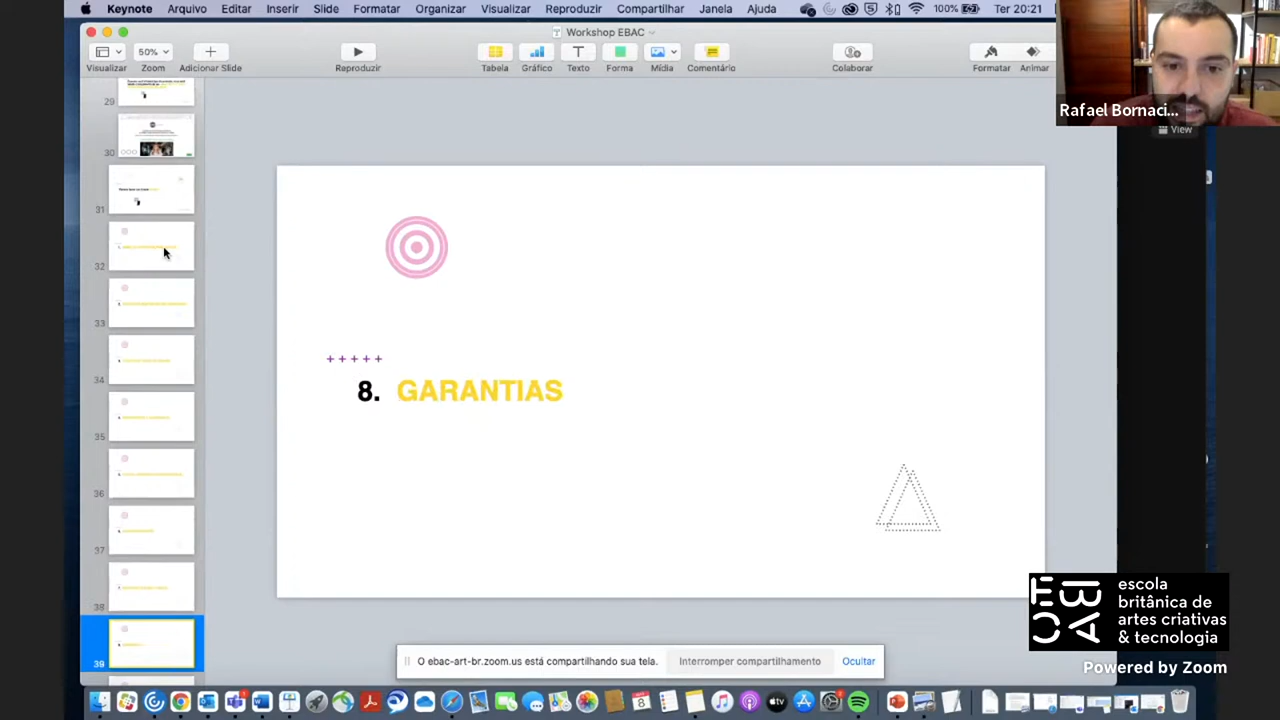 Keynote Arquivo Editar Inserir Slide Formatar Organizar Visualizar Reproduzir Compartilhar Janela Ajuda 100% Ter 20:21
Workshop EBAC
50%
Visualizar Zoom Adicionar Slide Reproduzir Tabela Gráfico Texto Forma Mídia Comentário Colaborar Formatar Animar
Rafael Bornaci...
View
29
30
31
32
33
34
35
36
37
38
39
+ + + + +
8. GARANTIAS
EBAC
escola
britânica de
artes criativas
& tecnologia
Powered by Zoom
O ebac-art-br.zoom.us está compartilhando sua tela. Interromper compartilhamento Ocultar